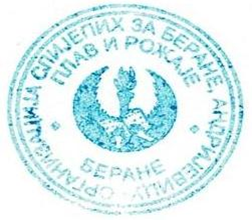 ОРГАНИЗАЦИЈА СЛИЈЕПИХ ЗА БЕРАНЕ, АНДРИЈЕВИЦУ,
ПЛАВ И РОЖАЈЕ
БЕРАНЕ